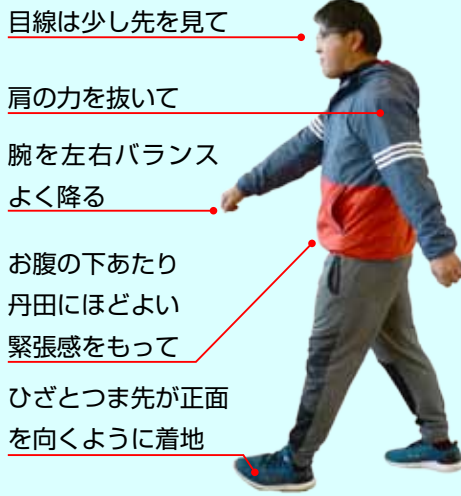 目線は少し先を見て
肩の力を抜いて
腕を左右バランス
よく降る
お腹の下あたり
丹田にほどよい
緊張感をもって
ひざとつま先が正面
を向くように着地